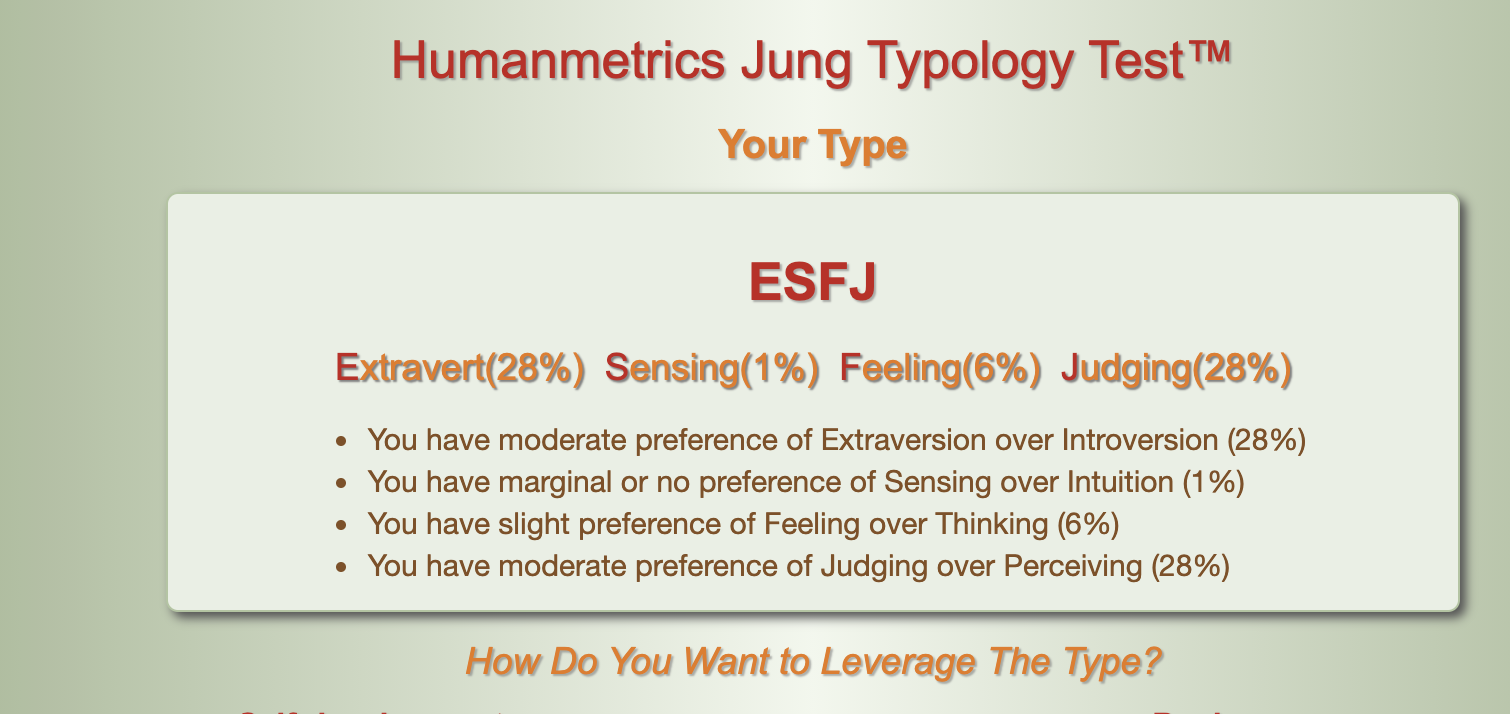 Humanmetrics Jung Typology Test™
Your Type
ESFJ
Extravert(28%) Sensing(1%) Feeling(6%) Judging(28%)
• You have moderate preference of Extraversion over Introversion (28%)
• You have marginal or no preference of Sensing over Intuition (1%)
• You have slight preference of Feeling over Thinking (6%)
• You have moderate preference of Judging over Perceiving (28%)
How Do You Want to Leverage The Type?